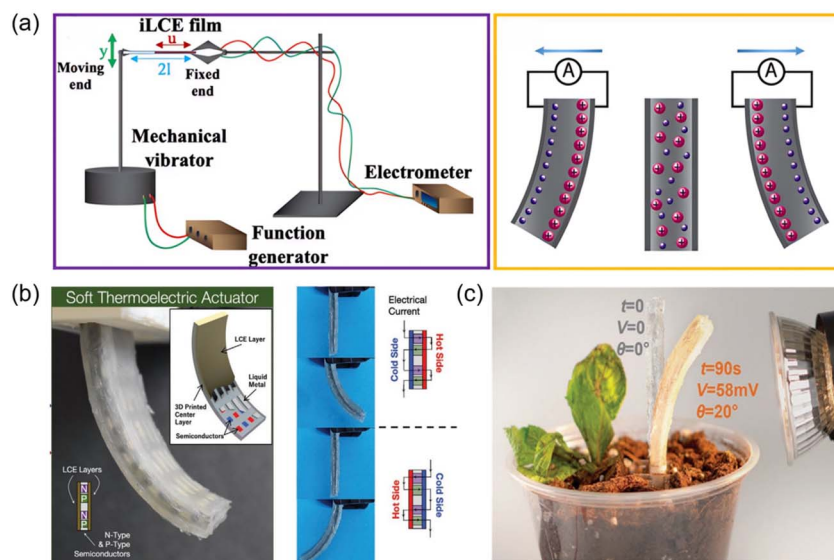 (a)
iLCE film
y
u
2l
Moving
end
Fixed
end
Mechanical
vibrator
Electrometer
Function
generator
A
A
(b)
Soft Thermoelectric Actuator
LCE Layer
Liquid
Metal
3D Printed
Center
Layer
Semiconductors
LCE Layers
N
P
N
P
N-Type
& P-Type
Semiconductors
Electrical
Current
Cold Side
Hot Side
Hot Side
Cold Side
(c)
t=0
V=0
θ=0°
t=90s
V=58mV
θ=20°